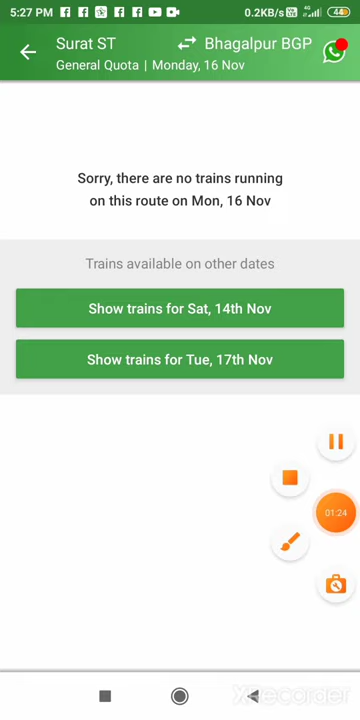 5:27 PM
0.2KB/s
4G
44
Surat ST
Bhagalpur BGP
General Quota | Monday, 16 Nov
Sorry, there are no trains running
on this route on Mon, 16 Nov
Trains available on other dates
Show trains for Sat, 14th Nov
Show trains for Tue, 17th Nov
01:24
XRecorder